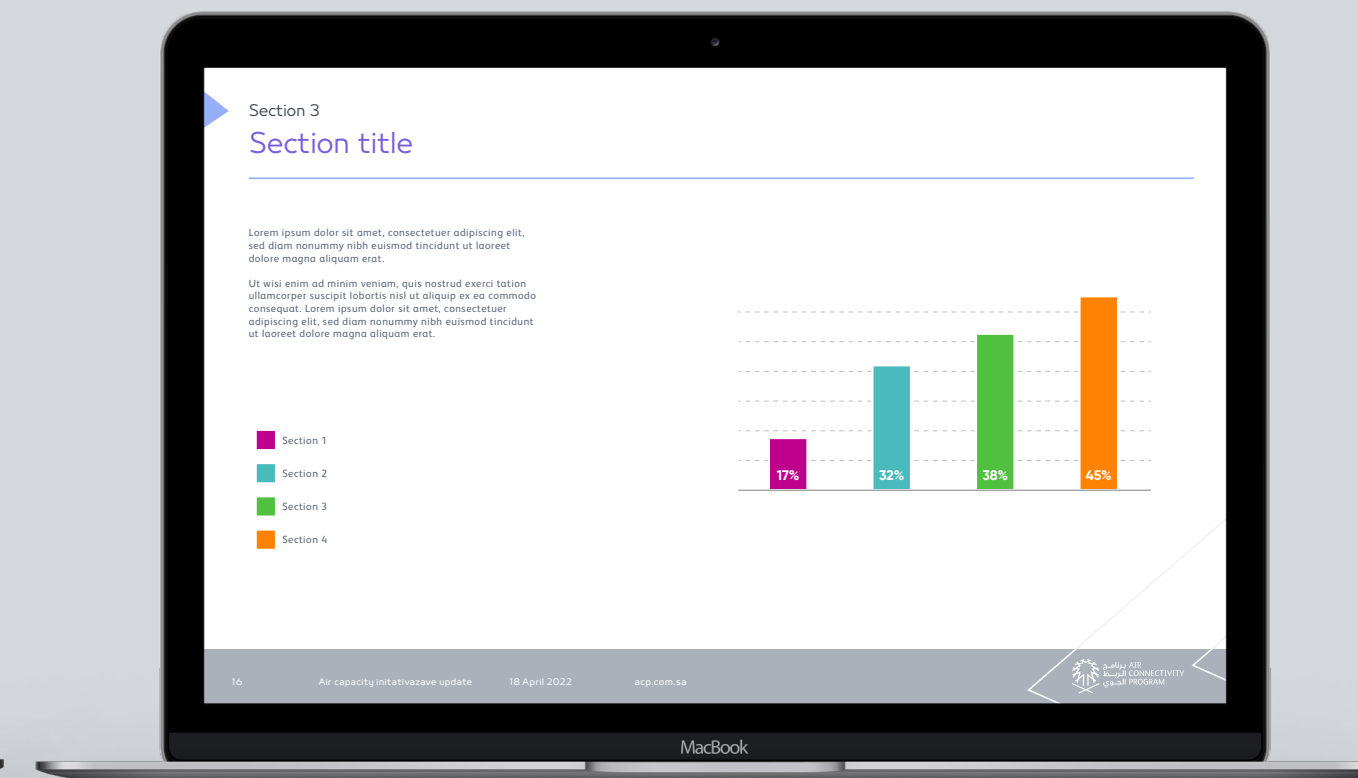 Section 3
Section title
Lorem ipsum dolor sit amet, consectetuer adipiscing elit,
sed diam nonummy nibh euismod tincidunt ut laoreet
dolore magna aliquam erat.
Ut wisi enim ad minim veniam, quis nostrud exerci tation
ullamcorper suscipit lobortis nisl ut aliquip ex ea commodo
consequat. Lorem ipsum dolor sit amet, consectetuer
adipiscing elit, sed diam nonummy nibh euismod tincidunt
ut laoreet dolore magna aliquam erat.
Section 1
Section 2
Section 3
Section 4
17%
32%
38%
45%
16
Air capacity initativazave update
18 April 2022
acp.com.sa
برنامج AIR
الربط CONNECTIVITY
الجوي PROGRAM
MacBook